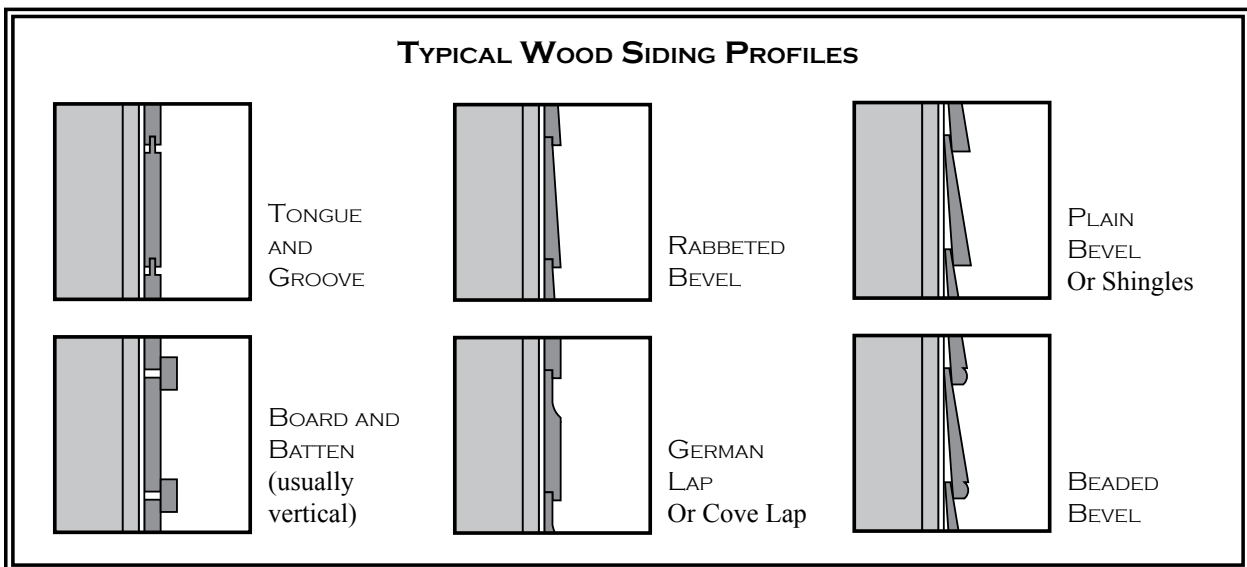 Typical Wood Siding Profiles
Tongue
and
Groove
Rabbeted
Bevel
Plain
Bevel
Or Shingles
Board and
Batten
(usually
vertical)
German
Lap
Or Cove Lap
Beaded
Bevel